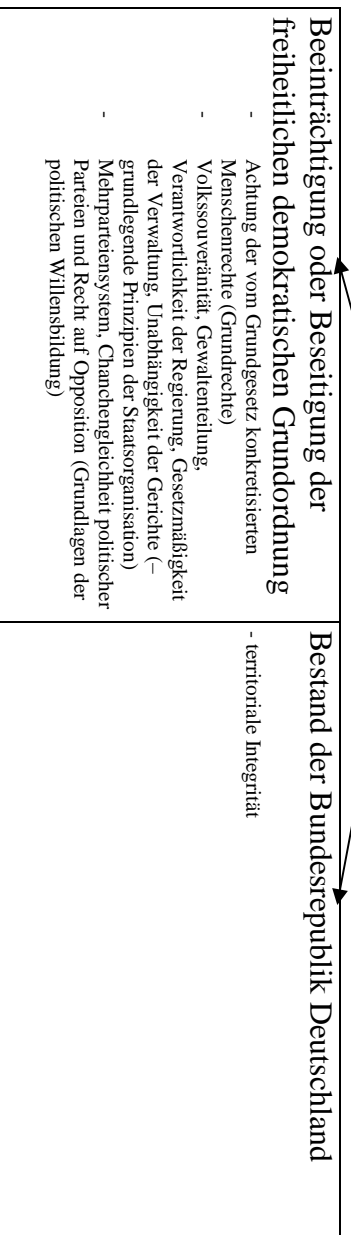 Beeinträchtigung oder Beseitigung der
freiheitlichen demokratischen Grundordnung
- Achtung der vom Grundgesetz konkretisierten
Menschenrechte (Grundrechte)
- Volkssouveränität, Gewaltenteilung,
Verantwortlichkeit der Regierung, Gesetzmäßigkeit
der Verwaltung, Unabhängigkeit der Gerichte (–
grundlegende Prinzipien der Staatsorganisation)
- Mehrparteiensystem, Chanchengleichheit politischer
Parteien und Recht auf Opposition (Grundlagen der
politischen Willensbildung)
Bestand der Bundesrepublik Deutschland
- territoriale Integrität